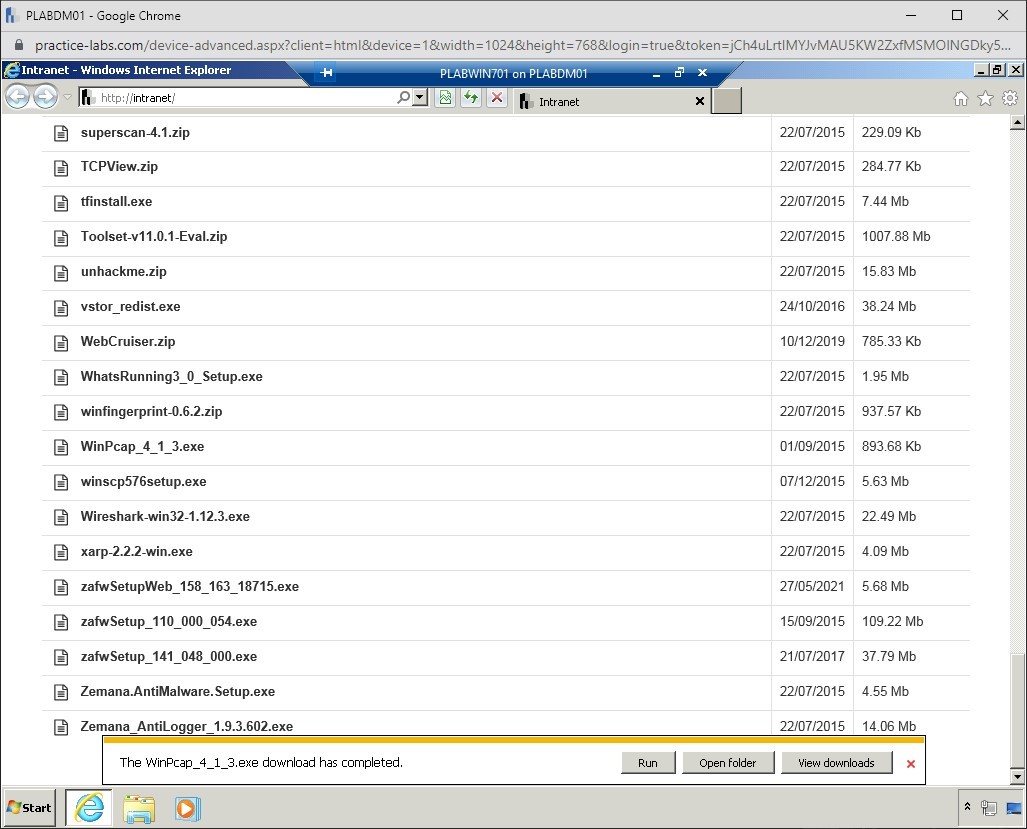 PLABDM01 - Google Chrome
practice-labs.com/device-advanced.aspx?client=html&device=1&width=1024&height=768&login=true&token=jCh4uLrtIMYJvMAU5KW2ZxfMSMOINGDky5...
Intranet - Windows Internet Explorer
PLABWIN701 on PLABDM01
http://intranet/
Intranet
superscan-4.1.zip 22/07/2015 229.09 Kb
TCPView.zip 22/07/2015 284.77 Kb
tfinstall.exe 22/07/2015 7.44 Mb
Toolset-v11.0.1-Eval.zip 22/07/2015 1007.88 Mb
unhackme.zip 22/07/2015 15.83 Mb
vstor_redist.exe 24/10/2016 38.24 Mb
WebCruiser.zip 10/12/2019 785.33 Kb
WhatsRunning3_0_Setup.exe 22/07/2015 1.95 Mb
winfingerprint-0.6.2.zip 22/07/2015 937.57 Kb
WinPcap_4_1_3.exe 01/09/2015 893.68 Kb
winscp576setup.exe 07/12/2015 5.63 Mb
Wireshark-win32-1.12.3.exe 22/07/2015 22.49 Mb
xarp-2.2.2-win.exe 22/07/2015 4.09 Mb
zafwSetupWeb_158_163_18715.exe 27/05/2021 5.68 Mb
zafwSetup_110_000_054.exe 15/09/2015 109.22 Mb
zafwSetup_141_048_000.exe 21/07/2017 37.79 Mb
Zemana.AntiMalware.Setup.exe 22/07/2015 4.55 Mb
Zemana_AntiLogger_1.9.3.602.exe 22/07/2015 14.06 Mb
The WinPcap_4_1_3.exe download has completed. Run Open folder View downloads
Start